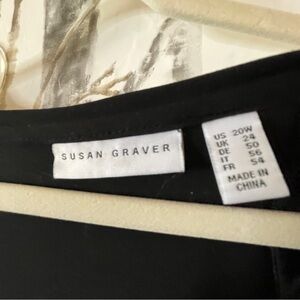 SUSAN GRAVER
US 20W
UK 24
DE 50
IT 56
FR 54
MADE IN
CHINA